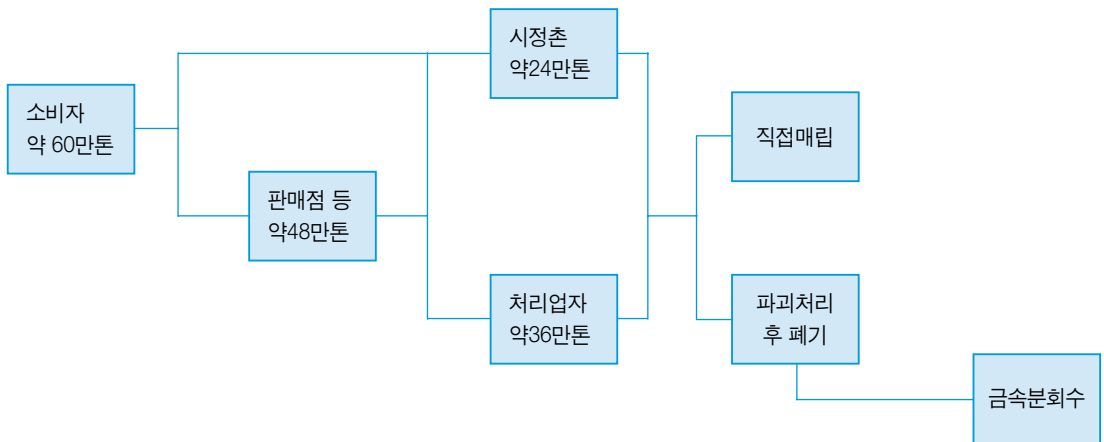 소비자
약 60만톤
판매점 등
약48만톤
시정촌
약24만톤
처리업자
약36만톤
직접매립
파괴처리
후 폐기
금속분회수